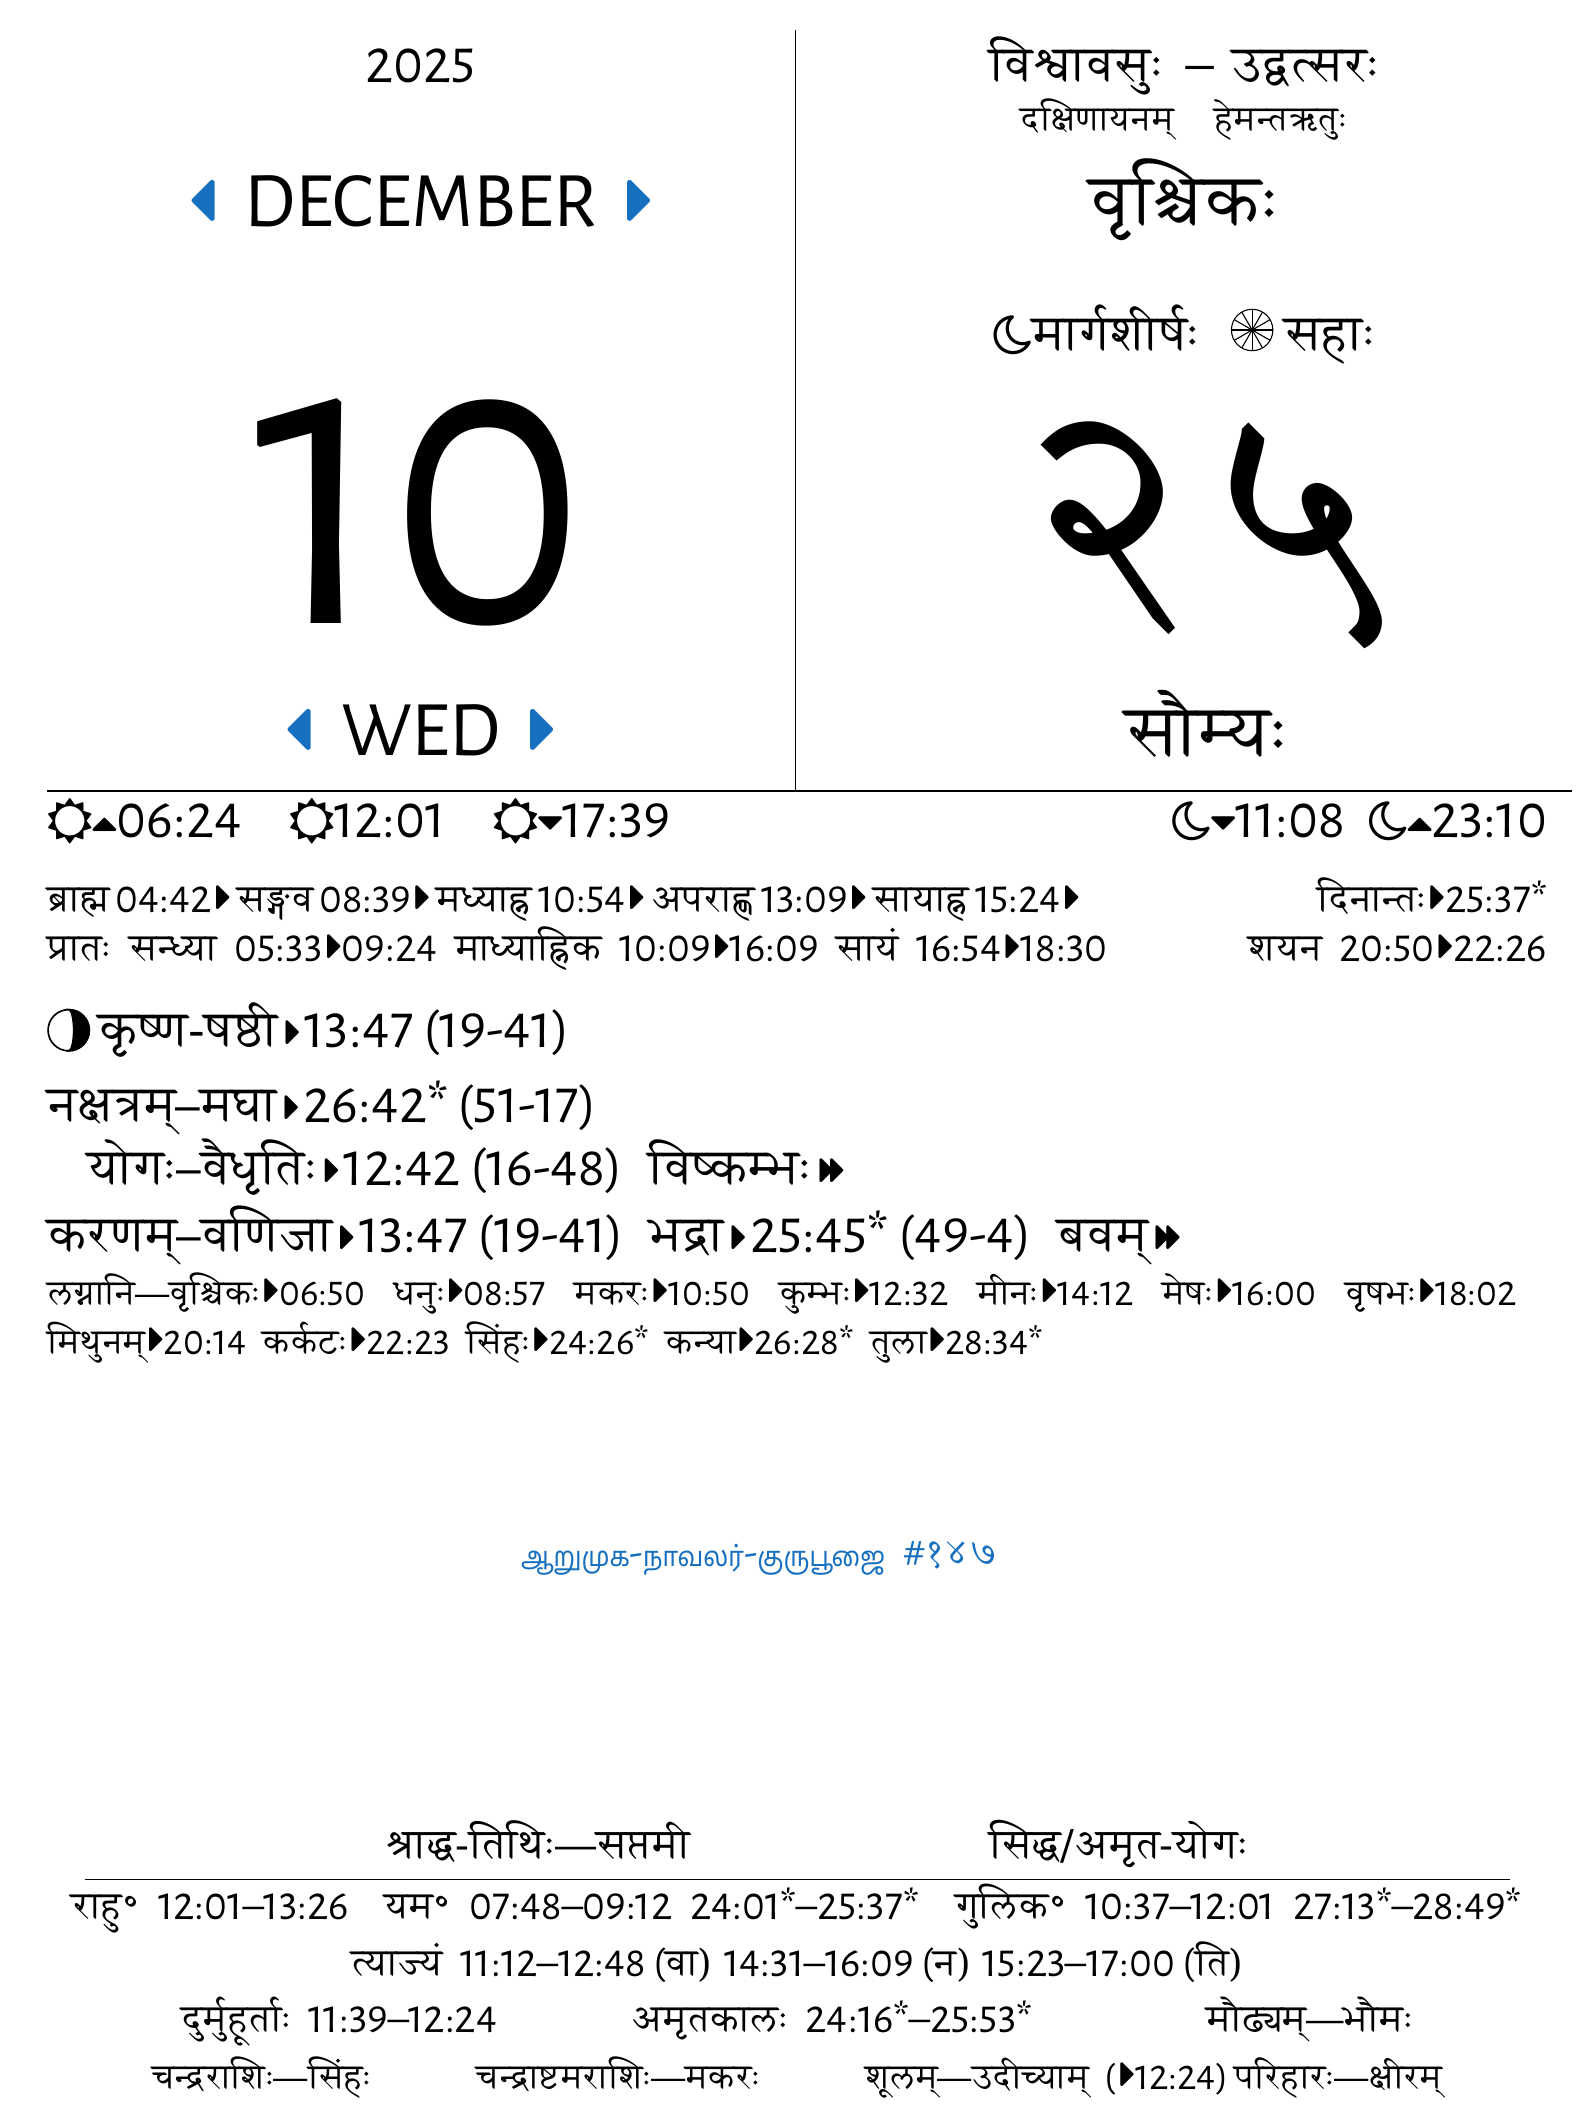 2025
DECEMBER
10
WED
विश्वावसुः – उद्वत्सरः
दक्षिणायनम् हेमन्तऋतुः
वृश्चिकः
मार्गशीर्षः सहाः
२५
सौम्यः
06:24 12:01 17:39 11:08 23:10
ब्राह्म 04:42 सङ्गव 08:39 मध्याह्न 10:54 अपराह्ण 13:09 सायाह्न 15:24 दिनान्तः 25:37*
प्रातः सन्ध्या 05:33 09:24 माध्याह्निक 10:09 16:09 सायं 16:54 18:30 शयन 20:50 22:26
कृष्ण-षष्ठी 13:47 (19-41)
नक्षत्रम्–मघा 26:42* (51-17)
योगः–वैधृतिः 12:42 (16-48) विष्कम्भः
करणम्–वणिजा 13:47 (19-41) भद्रा 25:45* (49-4) बवम्
लग्नानि—वृश्चिकः 06:50 धनुः 08:57 मकरः 10:50 कुम्भः 12:32 मीनः 14:12 मेषः 16:00 वृषभः 18:02
मिथुनम् 20:14 कर्कटः 22:23 सिंहः 24:26* कन्या 26:28* तुला 28:34*
ஆறுமுக-நாவலர்-குருபூஜை #१४७
श्राद्ध-तिथिः—सप्तमी सिद्ध/अमृत-योगः
राहु॰ 12:01–13:26 यम॰ 07:48–09:12 24:01*–25:37* गुलिक॰ 10:37–12:01 27:13*–28:49*
त्याज्यं 11:12–12:48 (वा) 14:31–16:09 (न) 15:23–17:00 (ति)
दुर्मुहूर्ताः 11:39–12:24 अमृतकालः 24:16*–25:53* मौढ्यम्—भौमः
चन्द्रराशिः—सिंहः चन्द्राष्टमराशिः—मकरः शूलम्—उदीच्याम् (12:24) परिहारः—क्षीरम्